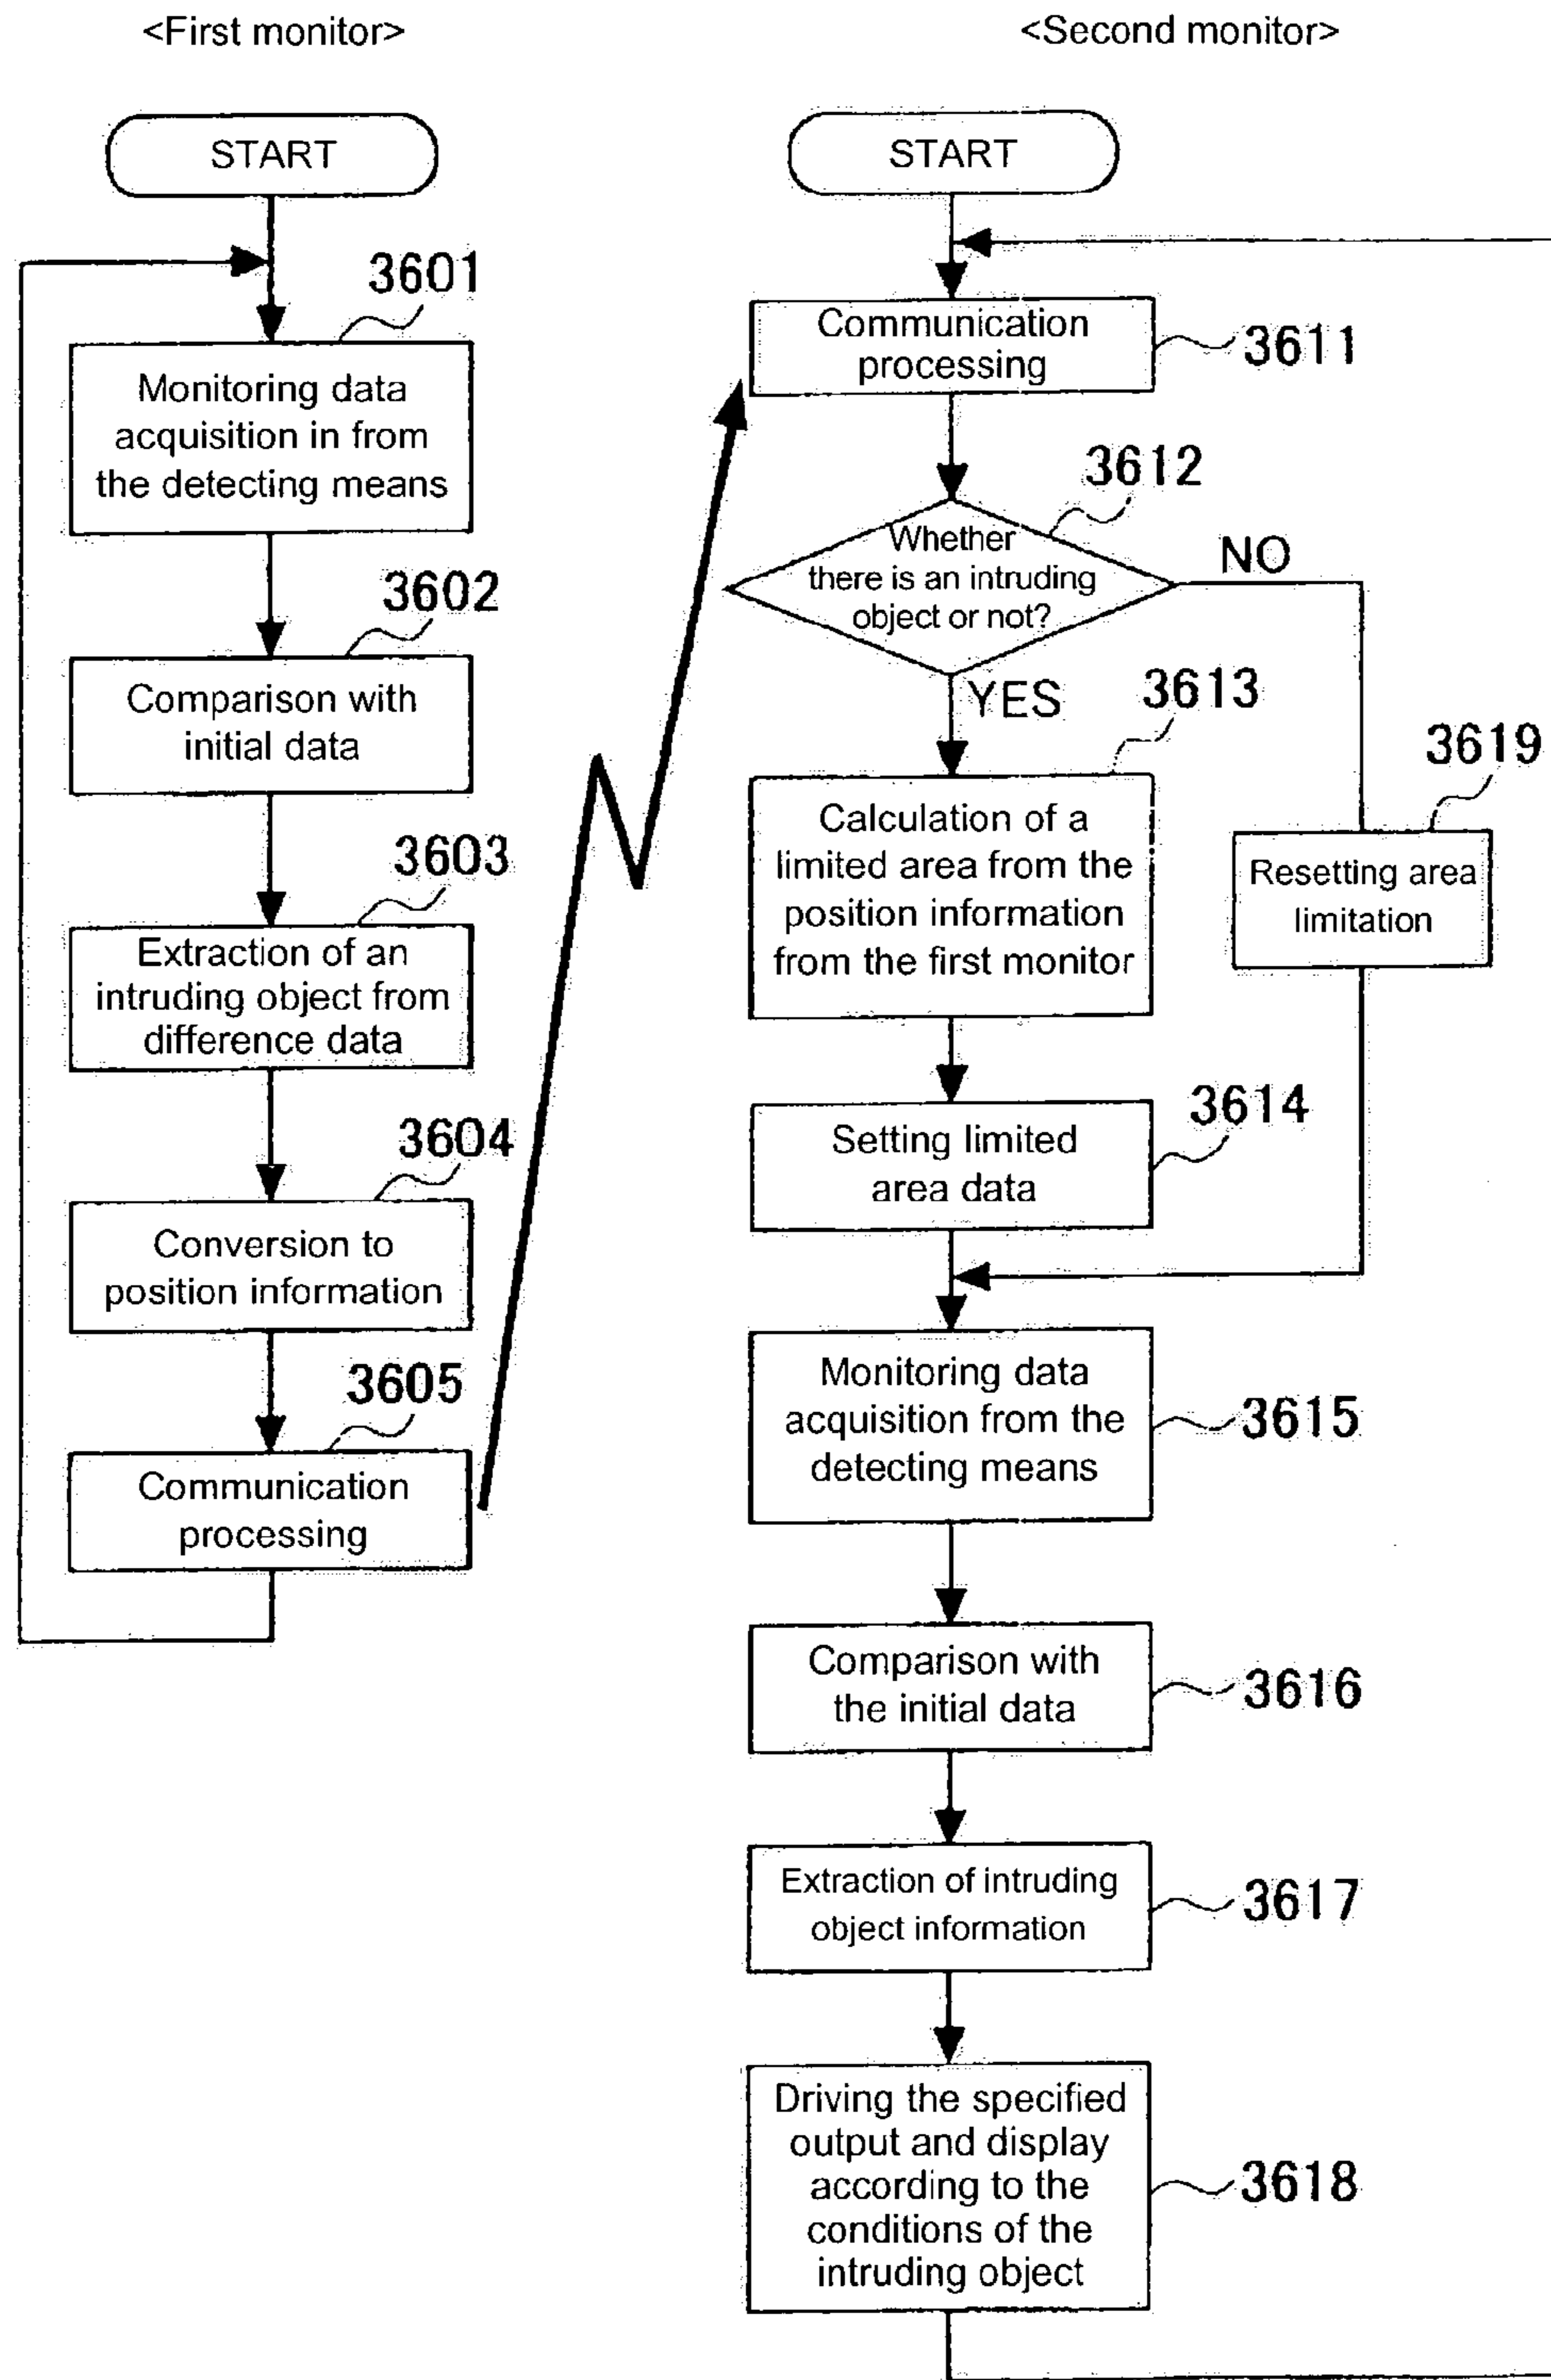 <First monitor>
START
3601
Monitoring data
acquisition in from
the detecting means
3602
Comparison with
initial data
3603
Extraction of an
intruding object from
difference data
3604
Conversion to
position information
3605
Communication
processing
<Second monitor>
START
Communication
processing
3611
3612
Whether
there is an intruding
object or not?
NO
YES
3613
Calculation of a
limited area from the
position information
from the first monitor
3619
Resetting area
limitation
3614
Setting limited
area data
Monitoring data
acquisition from the
detecting means
3615
Comparison with
the initial data
3616
Extraction of intruding
object information
3617
Driving the specified
output and display
according to the
conditions of the
intruding object
3618